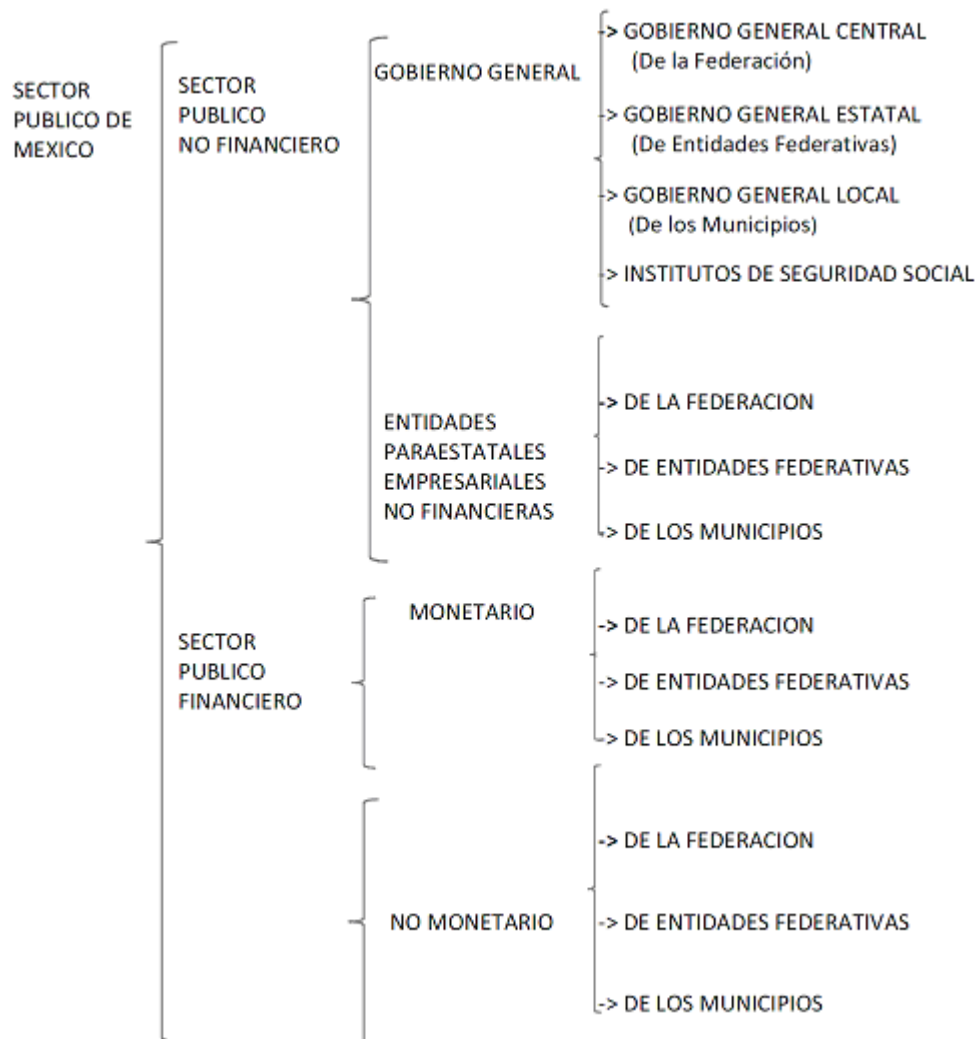 SECTOR
PUBLICO DE
MEXICO
SECTOR
PUBLICO
NO FINANCIERO
GOBIERNO GENERAL
-> GOBIERNO GENERAL CENTRAL
(De la Federación)
-> GOBIERNO GENERAL ESTATAL
(De Entidades Federativas)
-> GOBIERNO GENERAL LOCAL
(De los Municipios)
-> INSTITUTOS DE SEGURIDAD SOCIAL
ENTIDADES
PARAESTATALES
EMPRESARIALES
NO FINANCIERAS
-> DE LA FEDERACION
-> DE ENTIDADES FEDERATIVAS
-> DE LOS MUNICIPIOS
SECTOR
PUBLICO
FINANCIERO
MONETARIO
-> DE LA FEDERACION
-> DE ENTIDADES FEDERATIVAS
-> DE LOS MUNICIPIOS
NO MONETARIO
-> DE LA FEDERACION
-> DE ENTIDADES FEDERATIVAS
-> DE LOS MUNICIPIOS